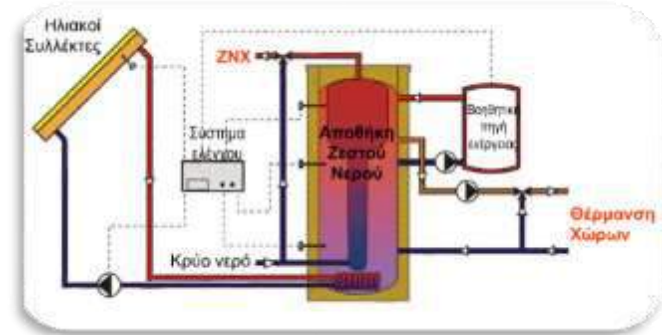 Ηλιακοί
Συλλέκτες
ΖΝΧ
Σύστημα
ελέγχου
Αποθήκη
Ζεστού
Νερού
Βοηθητική
πηγή
ενέργειας
Κρύο νερό
Θέρμανση
Χώρων